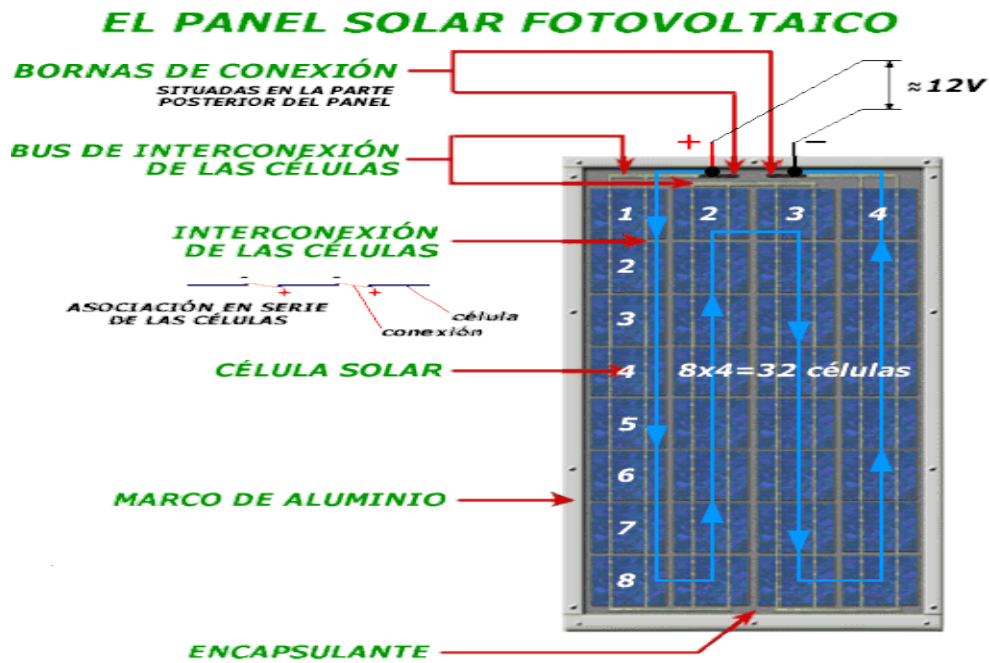 EL PANEL SOLAR FOTOVOLTAICO
BORNAS DE CONEXIÓN
SITUADAS EN LA PARTE
POSTERIOR DEL PANEL
≈12V
+ −
BUS DE INTERCONEXIÓN
DE LAS CÉLULAS
1 2 3 4
INTERCONEXIÓN
DE LAS CÉLULAS
2
- -
+ +
ASOCIACIÓN EN SERIE
DE LAS CÉLULAS
célula
conexión
3
CÉLULA SOLAR
4
8x4=32 células
5
6
MARCO DE ALUMINIO
7
8
ENCAPSULANTE